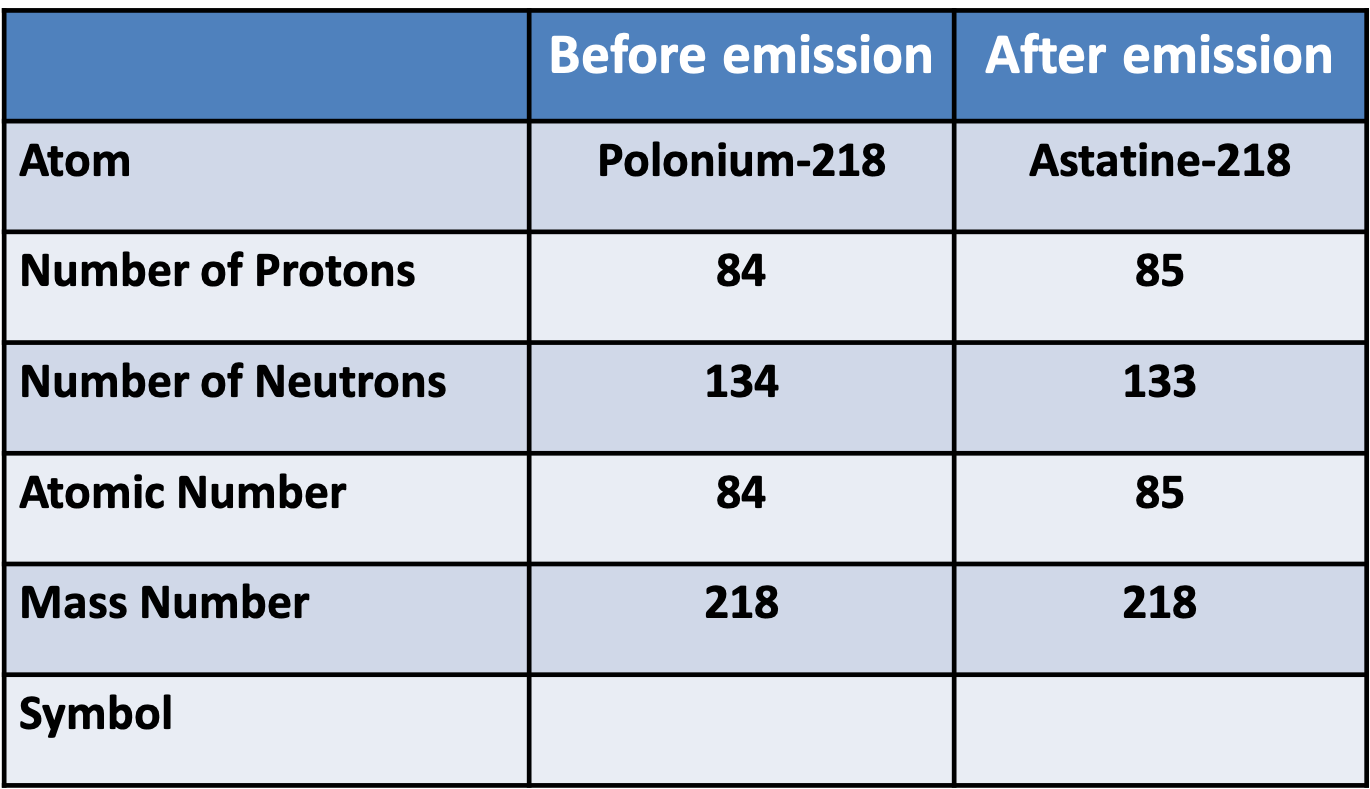 Before emission After emission
Atom Polonium-218 Astatine-218
Number of Protons 84 85
Number of Neutrons 134 133
Atomic Number 84 85
Mass Number 218 218
Symbol